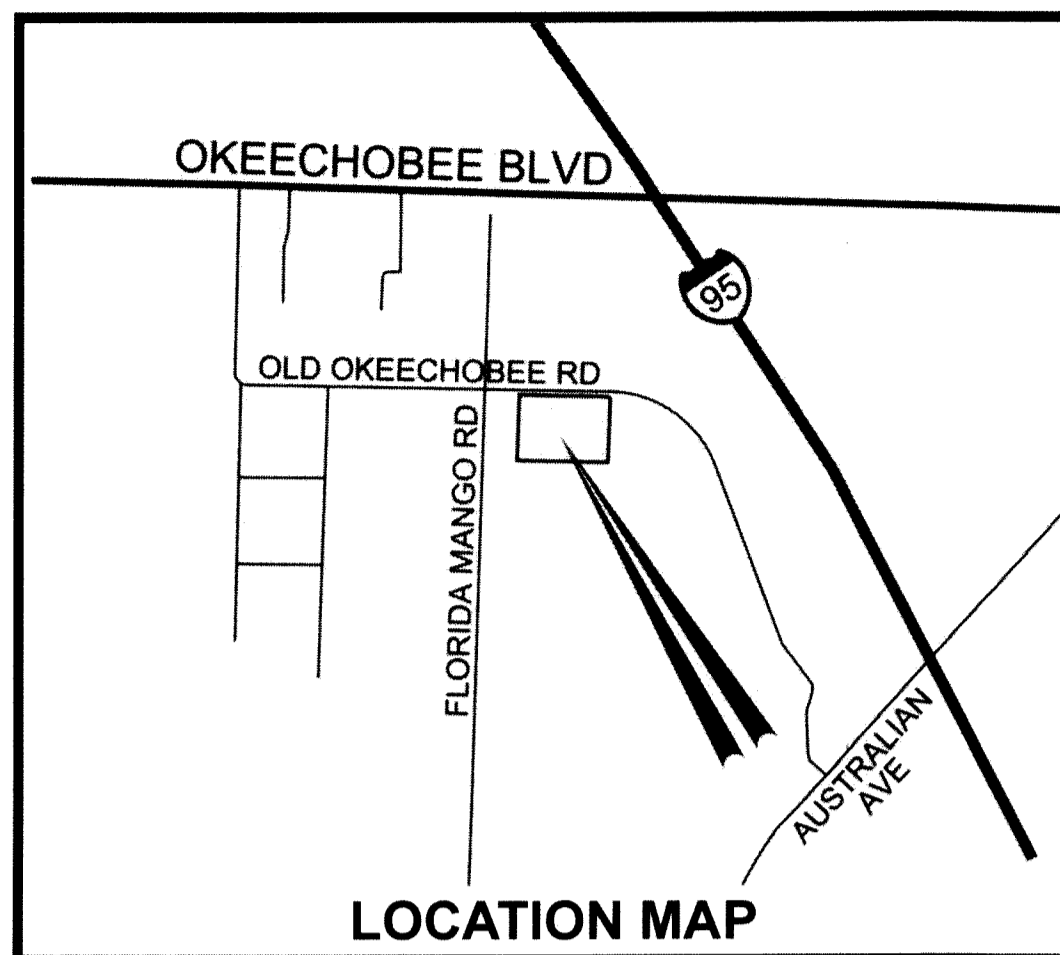 OKEECHOBEE BLVD
95
OLD OKEECHOBEE RD
FLORIDA MANGO RD
AUSTRALIAN
AVE
LOCATION MAP